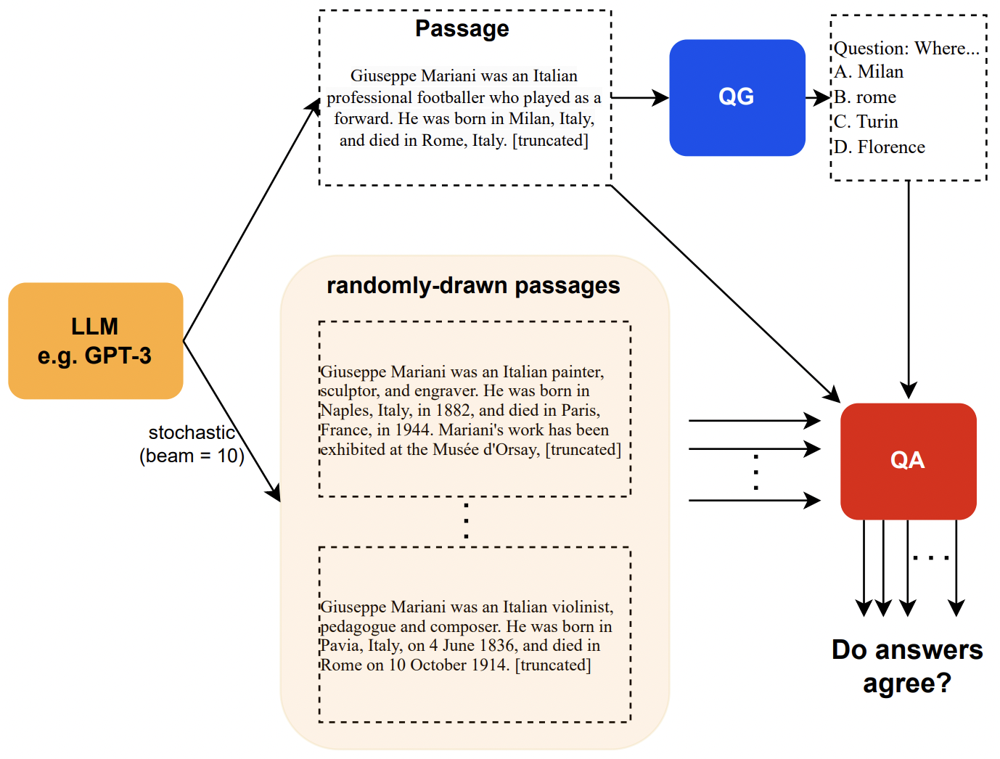 Passage
Giuseppe Mariani was an Italian
professional footballer who played as a
forward. He was born in Milan, Italy,
and died in Rome, Italy. [truncated]
QG
Question: Where...
A. Milan
B. rome
C. Turin
D. Florence
LLM
e.g. GPT-3
stochastic
(beam = 10)
randomly-drawn passages
Giuseppe Mariani was an Italian painter,
sculptor, and engraver. He was born in
Naples, Italy, in 1882, and died in Paris,
France, in 1944. Mariani's work has been
exhibited at the Musée d'Orsay, [truncated]
Giuseppe Mariani was an Italian violinist,
pedagogue and composer. He was born in
Pavia, Italy, on 4 June 1836, and died in
Rome on 10 October 1914. [truncated]
QA
Do answers
agree?